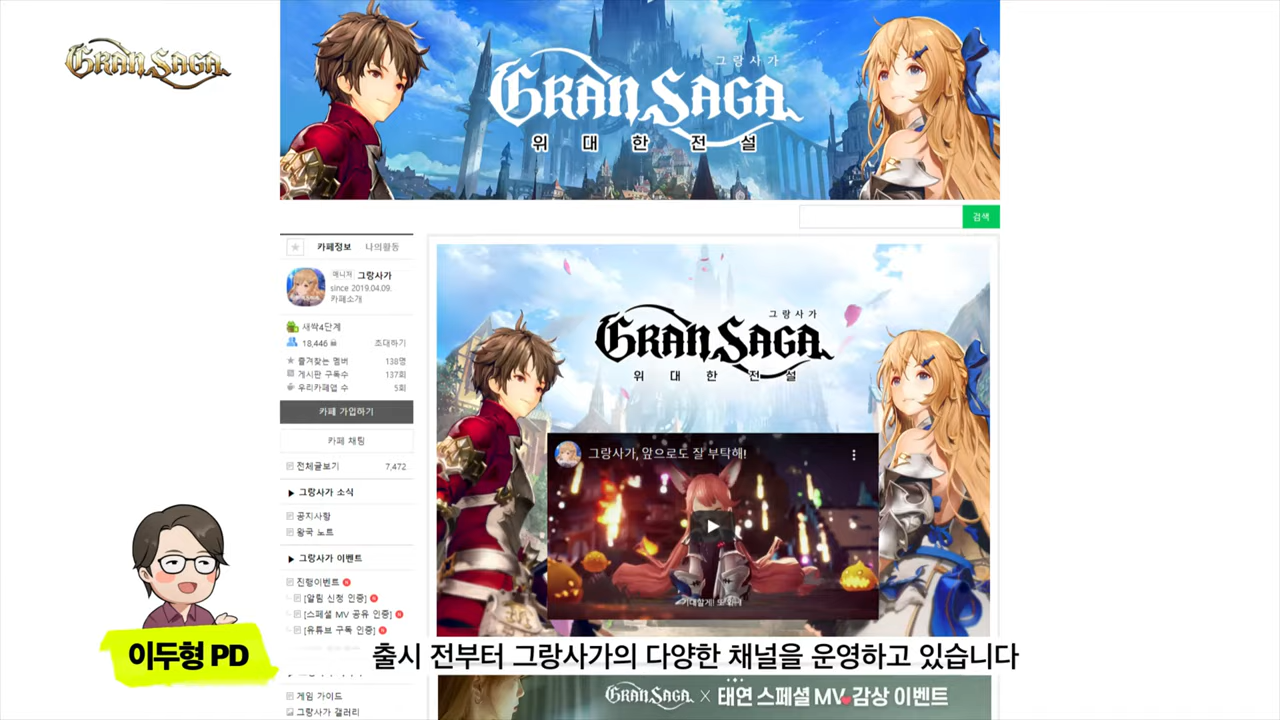 GRAN SAGA
그랑사가
GRAN SAGA
위대한전설
검색
카페정보 나의활동
매니저 그랑사가
since 2019.04.09.
카페소개
새싹4단계
18,446 초대하기
즐겨찾는 멤버 138명
게시판 구독수 137회
우리카페앱 수 5회
카페 가입하기
카페 채팅
전체글보기 7,472
▶ 그랑사가 소식
공지사항
왕국 노트
▶ 그랑사가 이벤트
진행이벤트 N
[알림 신청 인증] N
[스페셜 MV 공유 인증] N
[유튜브 구독 인증] N
게임 가이드
그랑사가 갤러리
그랑사가
GRAN SAGA
위대한전설
그랑사가, 앞으로도 잘 부탁해!
GRAN SAGA × 태연 스페셜 MV 감상 이벤트
이두형 PD
출시 전부터 그랑사가의 다양한 채널을 운영하고 있습니다